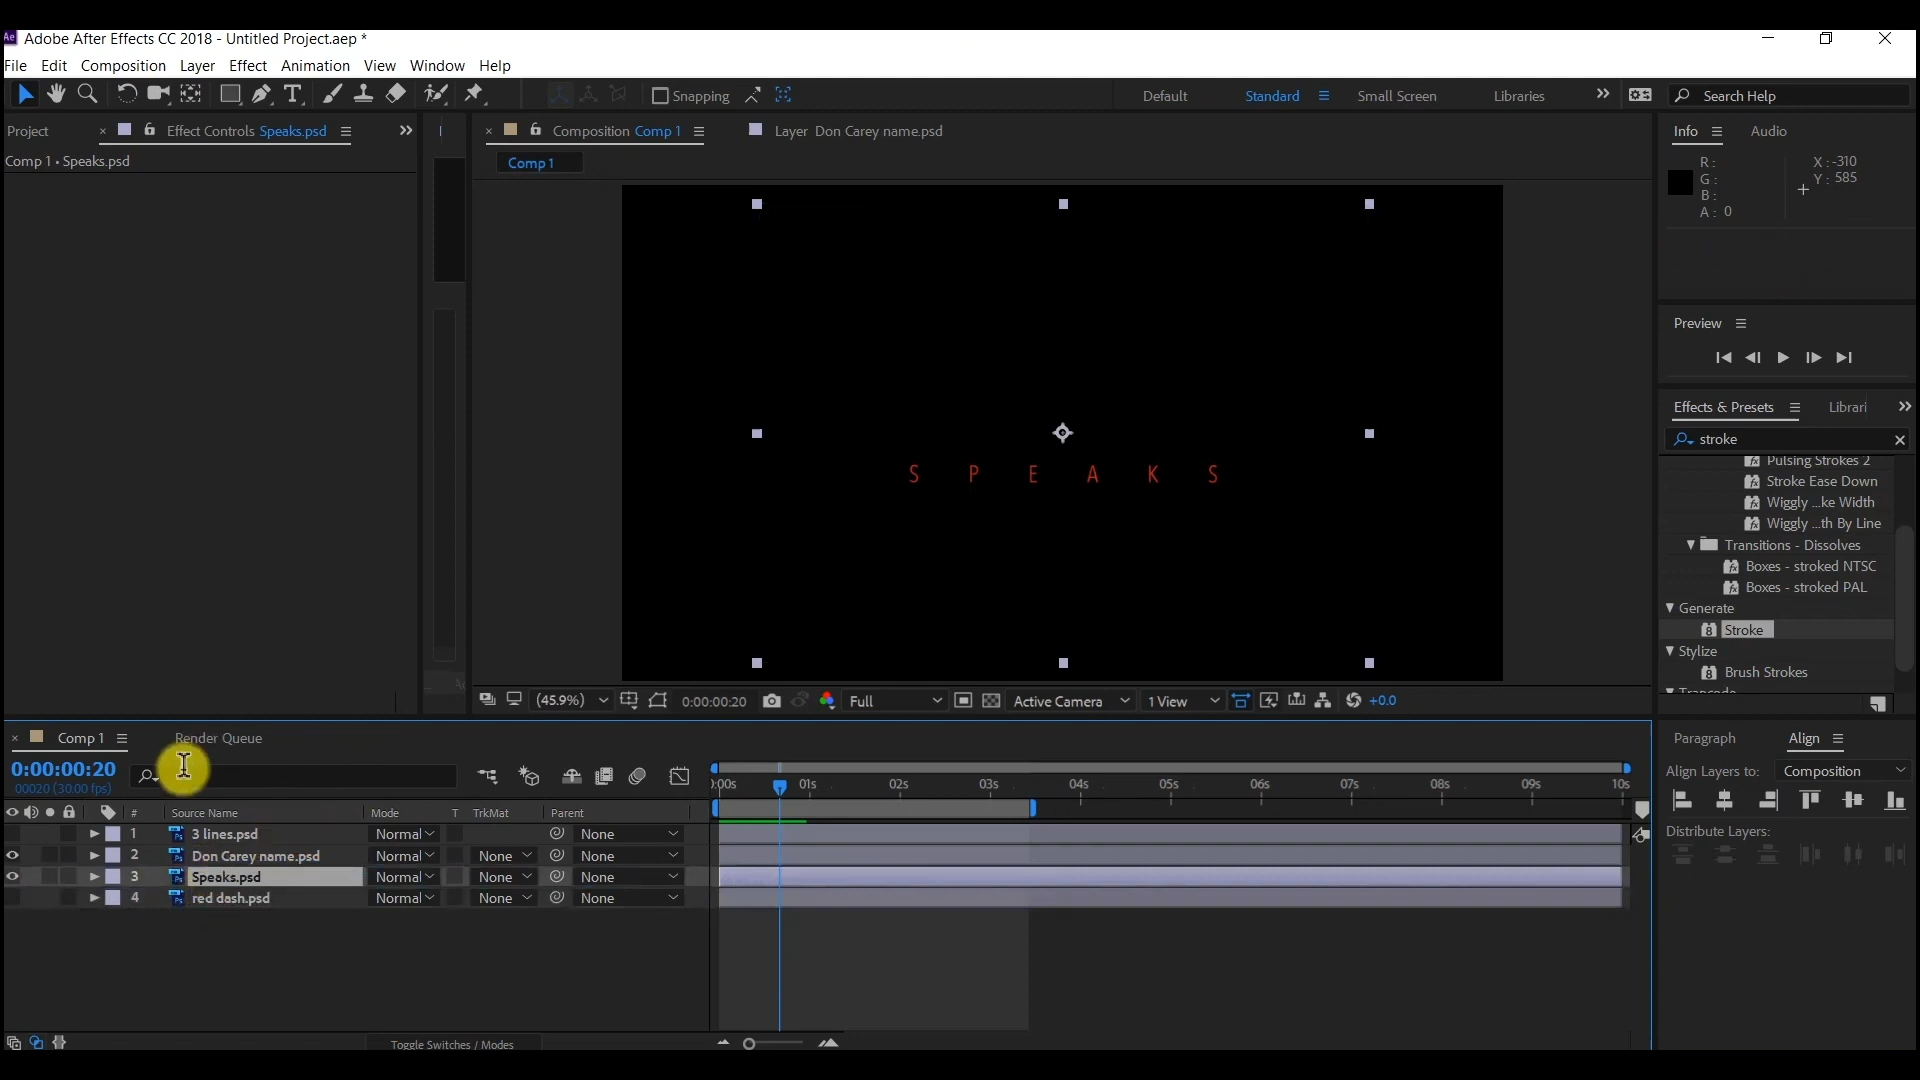 Ae Adobe After Effects CC 2018 - Untitled Project.aep *
File Edit Composition Layer Effect Animation View Window Help
Snapping Default Standard Small Screen Libraries Search Help
Project × Effect Controls Speaks.psd × Composition Comp 1 Layer Don Carey name.psd Info Audio
Comp 1 • Speaks.psd
Comp 1
R :
G :
B :
A : 0
X : -310
Y : 585
Preview
Effects & Presets Librari
stroke
Pulsing Strokes 2
Stroke Ease Down
Wiggly ...ke Width
Wiggly ...th By Line
Transitions - Dissolves
Boxes - stroked NTSC
Boxes - stroked PAL
Generate
Stroke
Stylize
Brush Strokes
S P E A K S
(45.9%) 0:00:00:20 Full Active Camera 1 View +0.0
× Comp 1 Render Queue
0:00:00:20
00020 (30.00 fps)
:00s 01s 02s 03s 04s 05s 06s 07s 08s 09s 10s
# Source Name Mode T TrkMat Parent
1 3 lines.psd Normal None
2 Don Carey name.psd Normal None None
3 Speaks.psd Normal None None
4 red dash.psd Normal None None
Toggle Switches / Modes
Paragraph Align
Align Layers to: Composition
Distribute Layers: